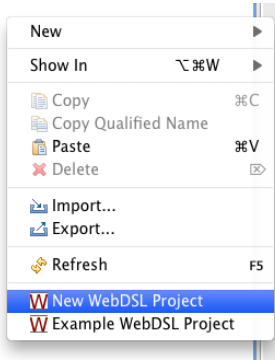 New
Show In ⌥⌘W
Copy ⌘C
Copy Qualified Name
Paste ⌘V
Delete ⌦
Import...
Export...
Refresh F5
New WebDSL Project
Example WebDSL Project